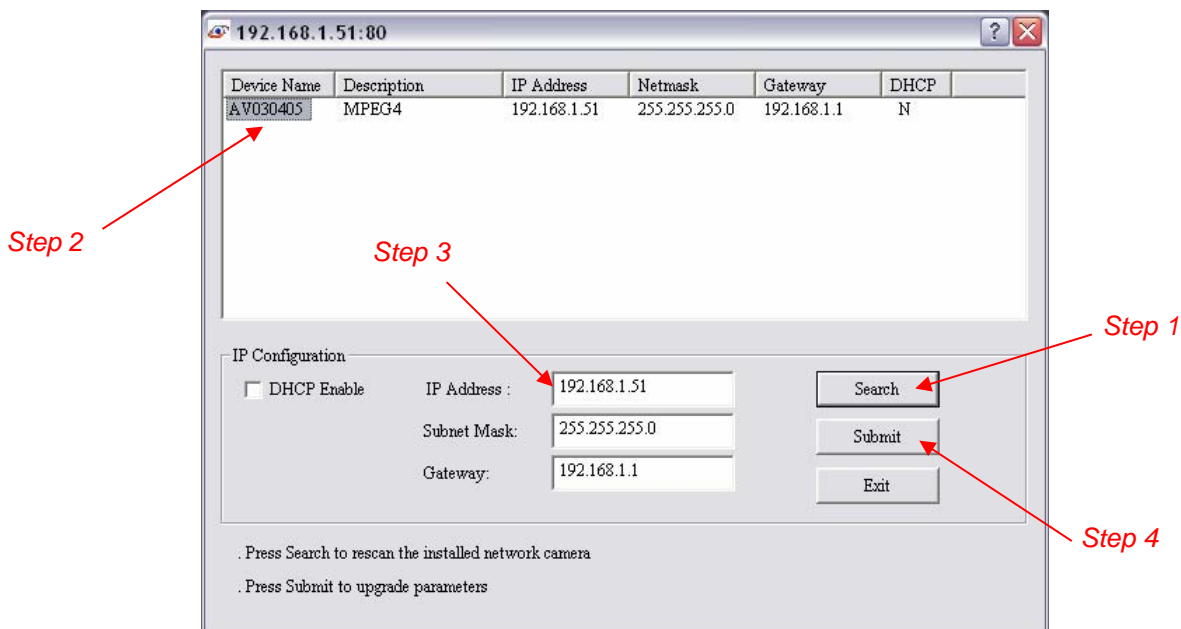 192.168.1.51:80
Device Name Description IP Address Netmask Gateway DHCP
AV030405 MPEG4 192.168.1.51 255.255.255.0 192.168.1.1 N
Step 2
Step 3
Step 1
IP Configuration
DHCP Enable IP Address : 192.168.1.51 Search
Subnet Mask: 255.255.255.0 Submit
Gateway: 192.168.1.1 Exit
Step 4
. Press Search to rescan the installed network camera
. Press Submit to upgrade parameters